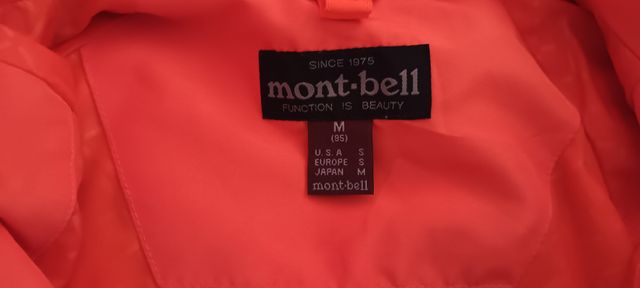 SINCE 1975
mont-bell
FUNCTION IS BEAUTY
M
(95)
U.S.A S
EUROPE S
JAPAN M
mont-bell